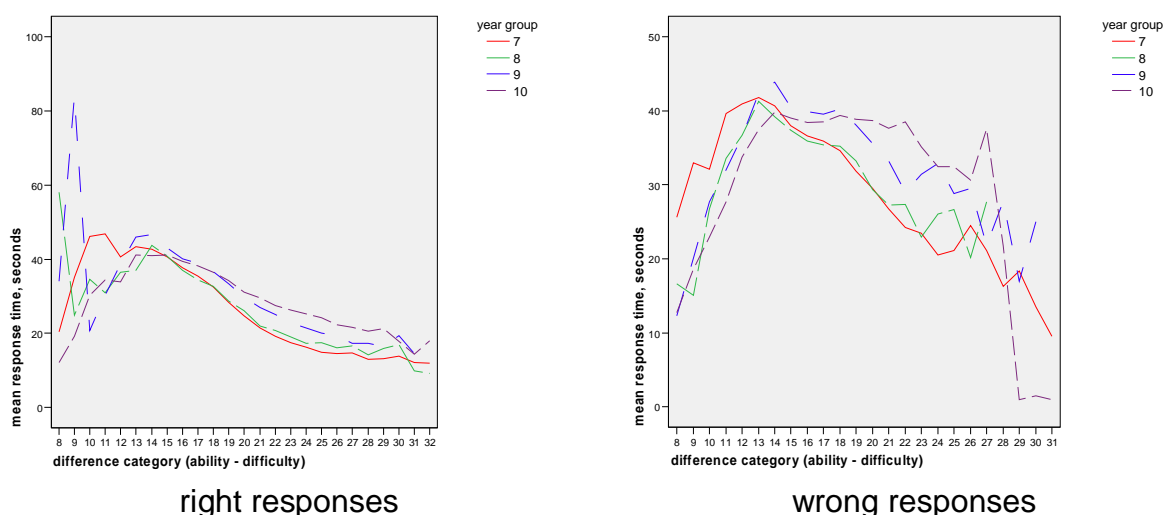 year group
7
8
9
10
100
80
60
40
20
0
mean response time, seconds
8 9 10 11 12 13 14 15 16 17 18 19 20 21 22 23 24 25 26 27 28 29 30 31 32
difference category (ability - difficulty)
right responses
year group
7
8
9
10
50
40
30
20
10
0
mean response time, seconds
8 9 10 11 12 13 14 15 16 17 18 19 20 21 22 23 24 25 26 27 28 29 30 31
difference category (ability - difficulty)
wrong responses